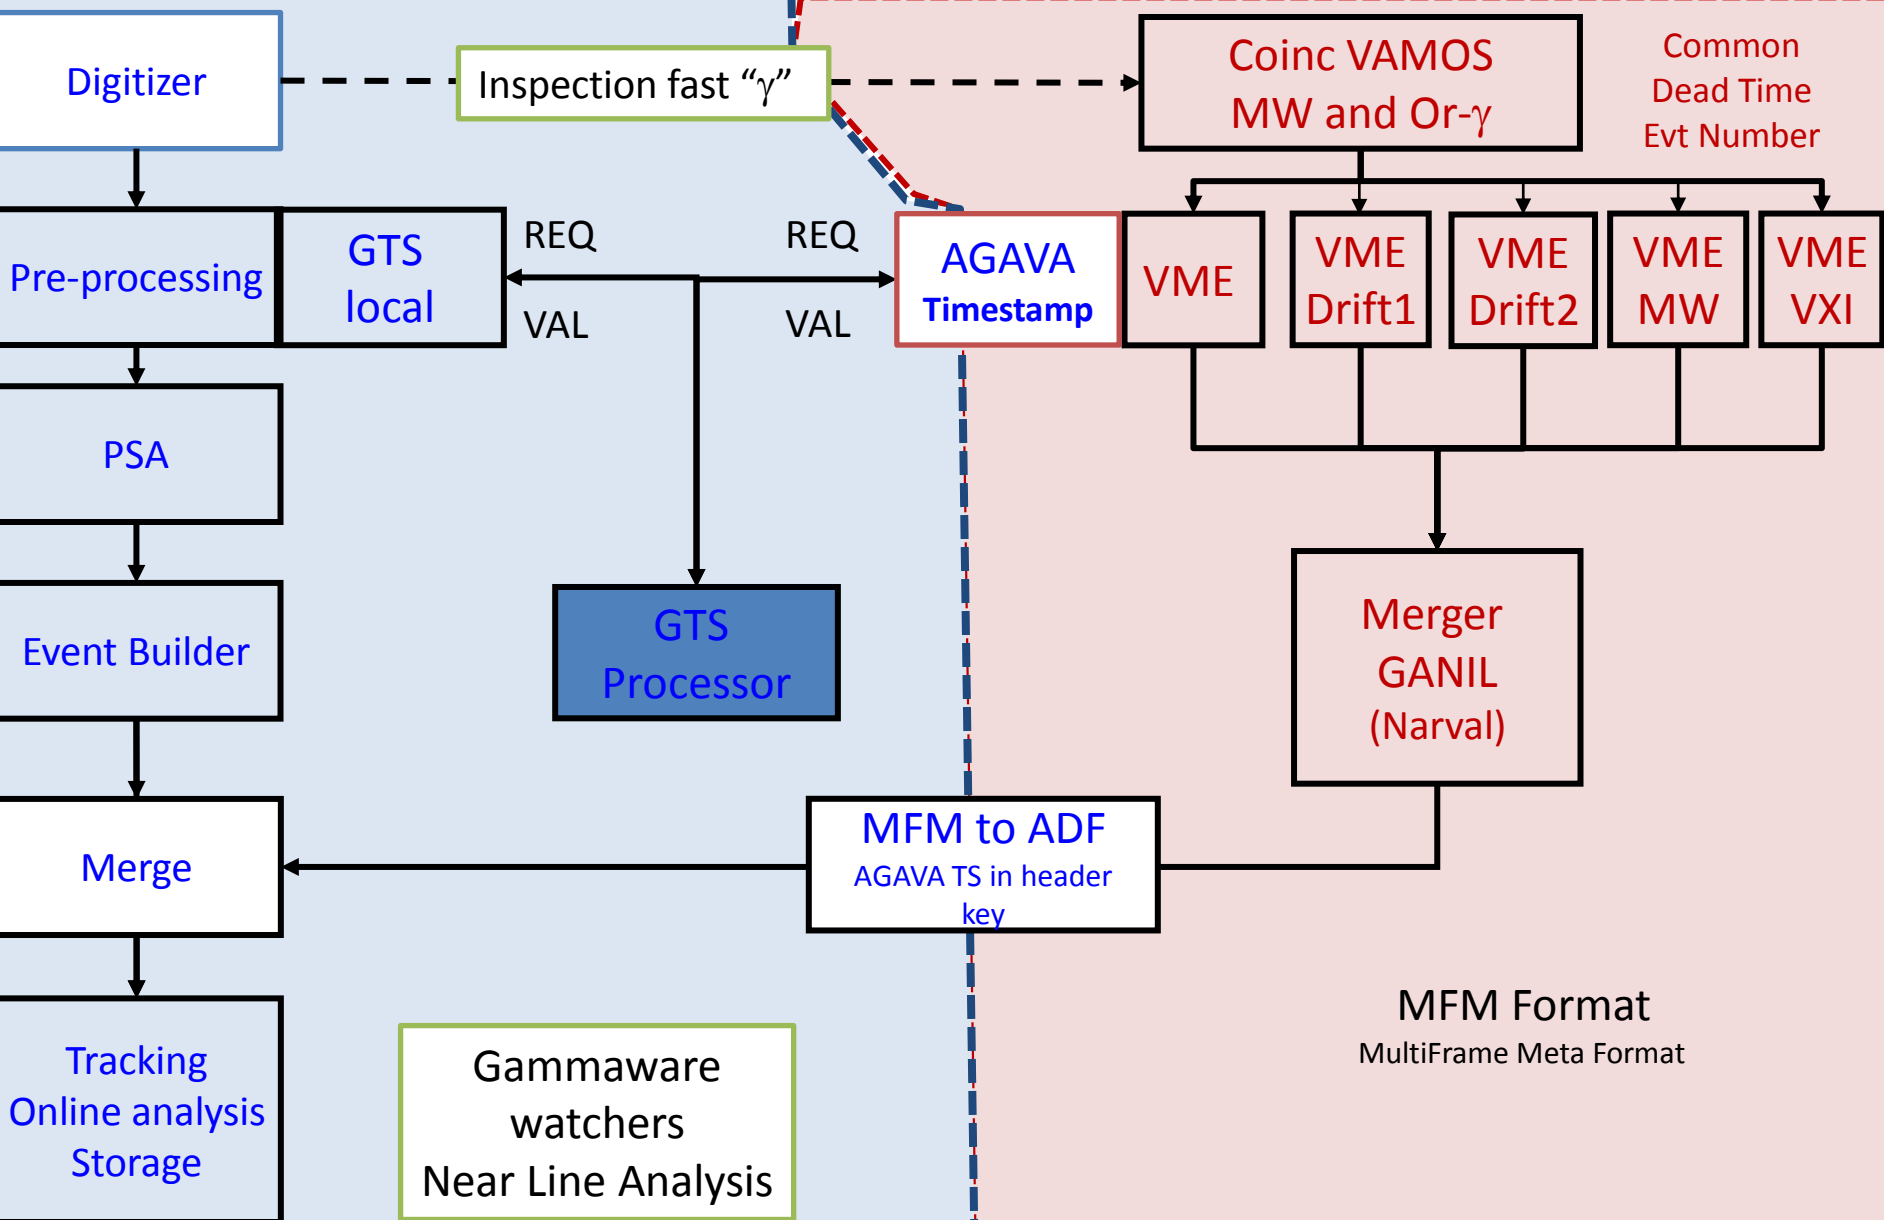 Digitizer
Inspection fast “γ”
Coinc VAMOS
MW and Or-γ
Common
Dead Time
Evt Number
Pre-processing
GTS
local
REQ
VAL
REQ
VAL
AGAVA
Timestamp
VME
VME
Drift1
VME
Drift2
VME
MW
VME
VXI
PSA
Event Builder
GTS
Processor
Merger
GANIL
(Narval)
Merge
MFM to ADF
AGAVA TS in header
key
MFM Format
MultiFrame Meta Format
Tracking
Online analysis
Storage
Gammaware
watchers
Near Line Analysis